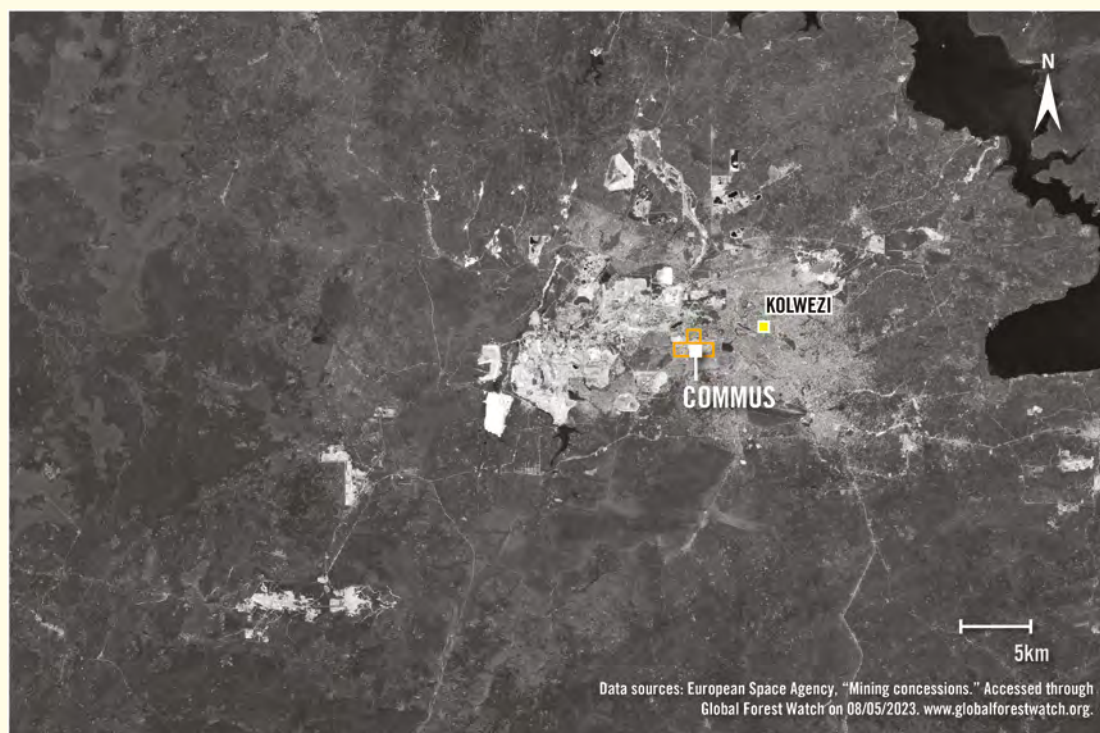 N
KOLWEZI
COMMUS
5km
Data sources: European Space Agency, “Mining concessions.” Accessed through
Global Forest Watch on 08/05/2023. www.globalforestwatch.org.